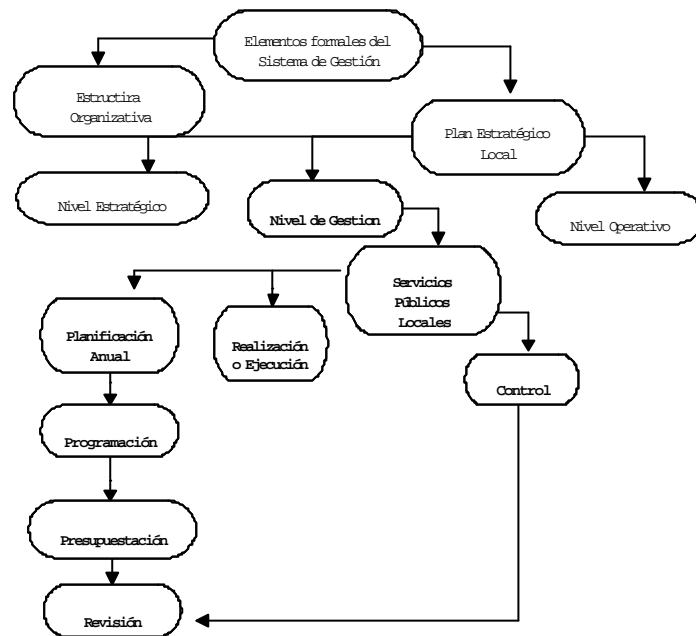 Elementos formales del
Sistema de Gestión
Estructira
Organizativa
Plan Estratégico
Local
Nivel Estratégico
Nivel de Gestion
Nivel Operativo
Servicios
Públicos
Locales
Planificación
Anual
Realización
o Ejecución
Control
Programación
Presupuestación
Revisión